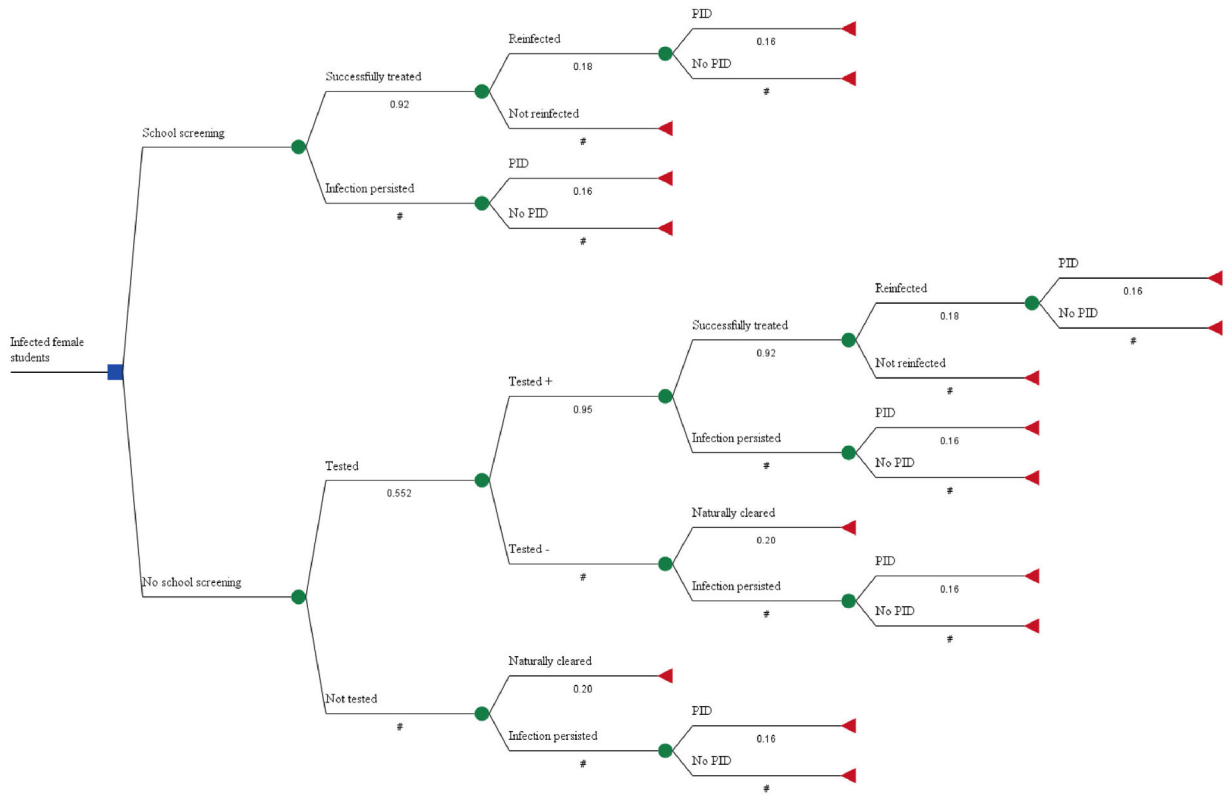 PID
0.16
Reinfected
0.18
No PID
#
Successfully treated
0.92
Not reinfected
#
School screening
PID
0.16
Infection persisted
#
No PID
#
PID
0.16
Reinfected
0.18
No PID
#
Successfully treated
0.92
Infected female
students
Not reinfected
#
Tested +
0.95
PID
0.16
Infection persisted
#
No PID
#
Tested
0.552
Naturally cleared
0.20
Tested -
#
PID
0.16
Infection persisted
#
No PID
#
No school screening
Naturally cleared
0.20
Not tested
#
PID
0.16
Infection persisted
#
No PID
#